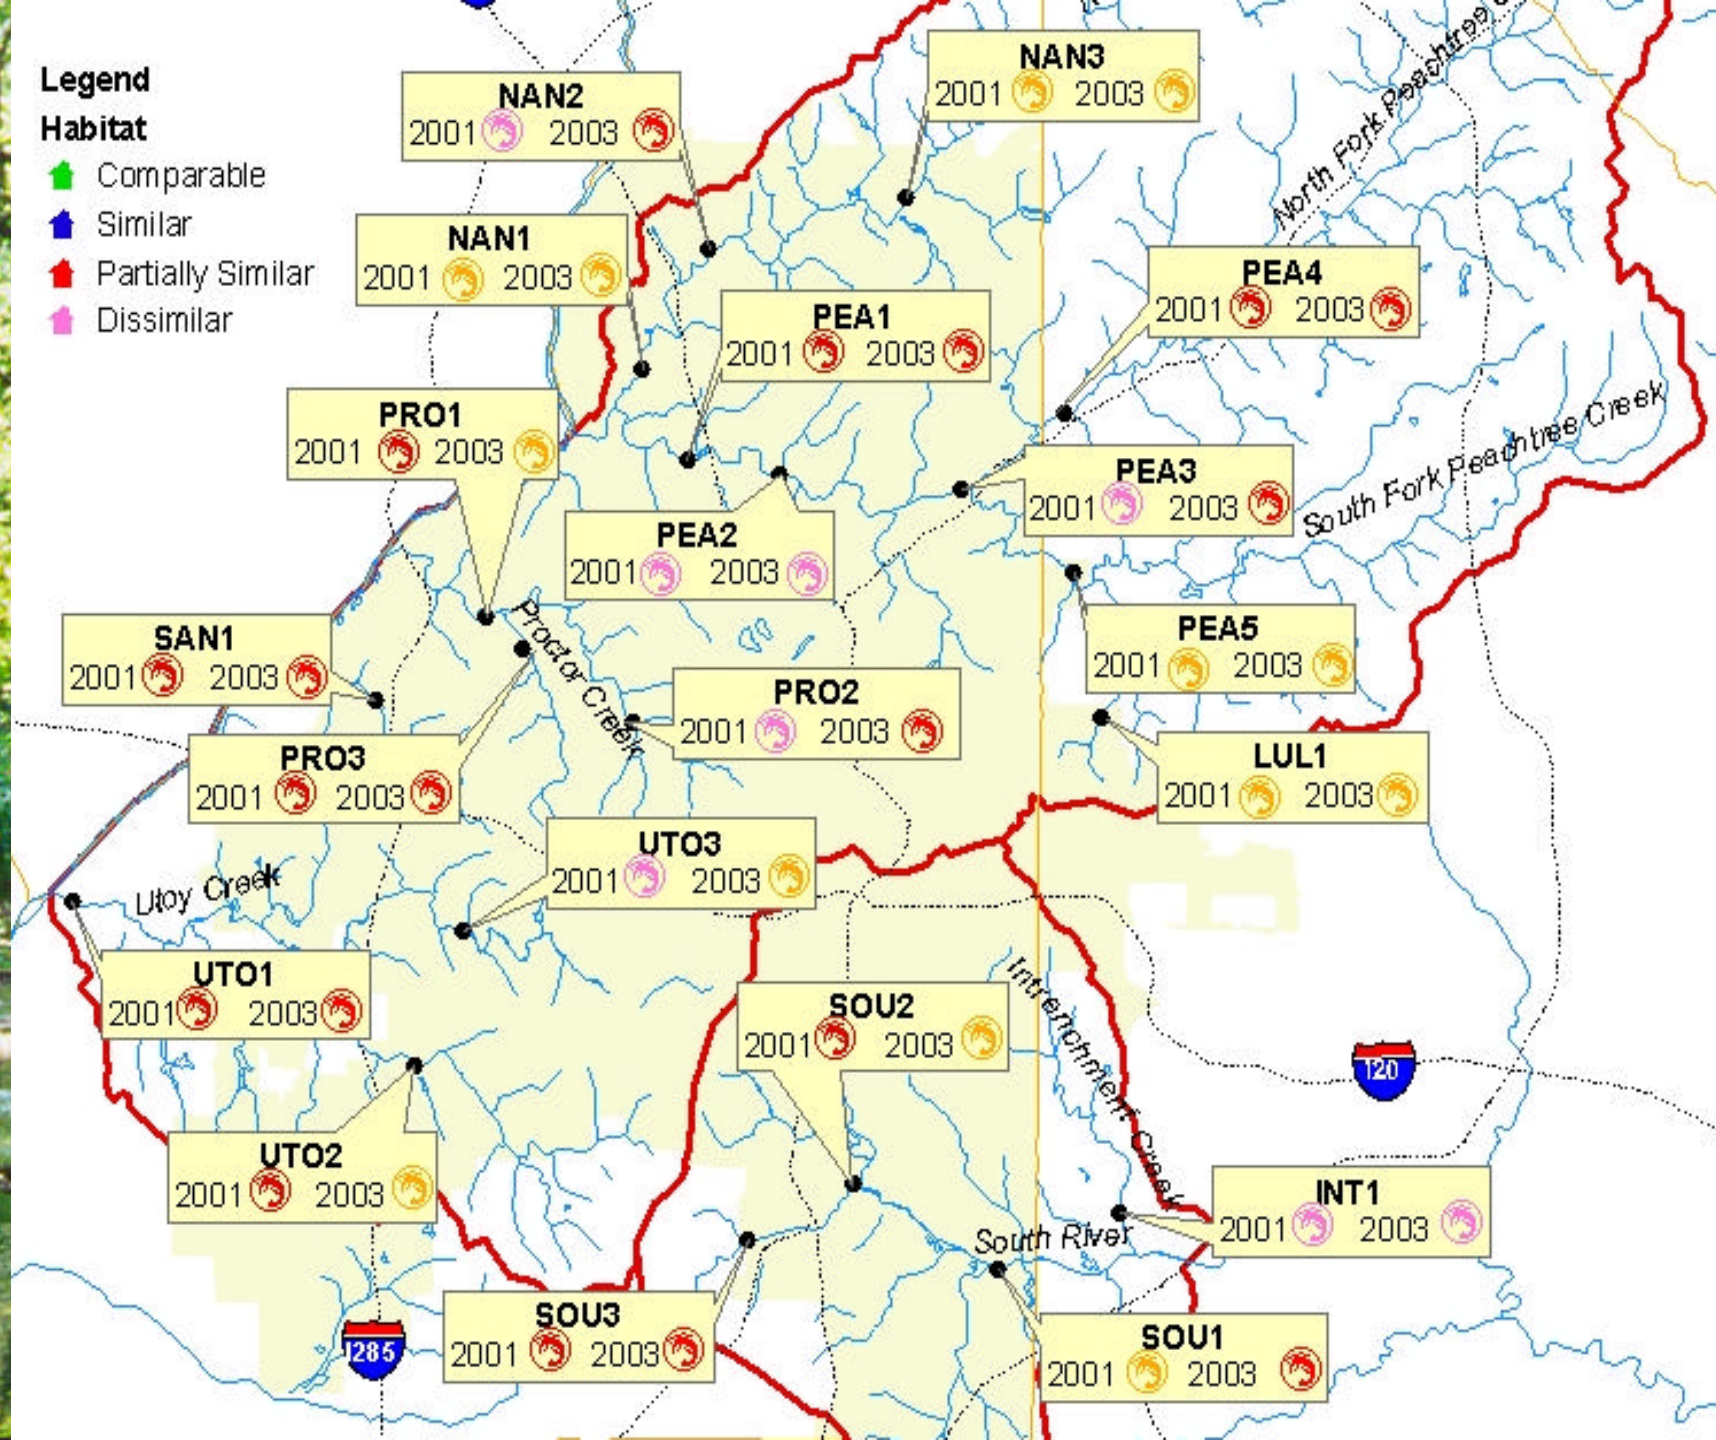 Legend
Habitat
Comparable
Similar
Partially Similar
Dissimilar
NAN2
2001 2003
NAN3
2001 2003
North Fork Peachtree
NAN1
2001 2003
PEA4
2001 2003
PEA1
2001 2003
PRO1
2001 2003
South Fork Peachtree Creek
PEA3
2001 2003
PEA2
2001 2003
SAN1
2001 2003
Proctor Creek
PEA5
2001 2003
PRO2
2001 2003
PRO3
2001 2003
LUL1
2001 2003
UTO3
2001 2003
Utoy Creek
UTO1
2001 2003
SOU2
2001 2003
Intrenchment Creek
I20
UTO2
2001 2003
INT1
2001 2003
South River
SOU3
2001 2003
I285
SOU1
2001 2003